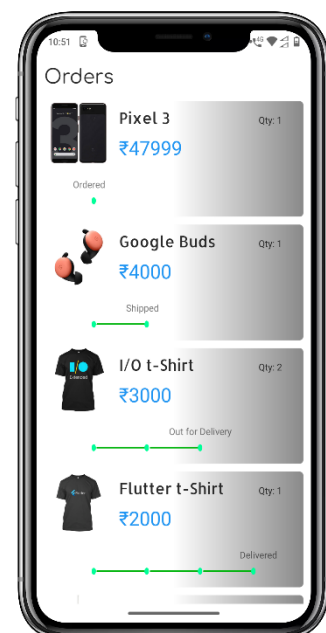 10:51
4G
Orders
Pixel 3
Qty: 1
₹47999
Ordered
Google Buds
Qty: 1
₹4000
Shipped
I/O
I/O t-Shirt
Qty: 2
₹3000
Out for Delivery
Flutter t-Shirt
Qty: 1
₹2000
Delivered